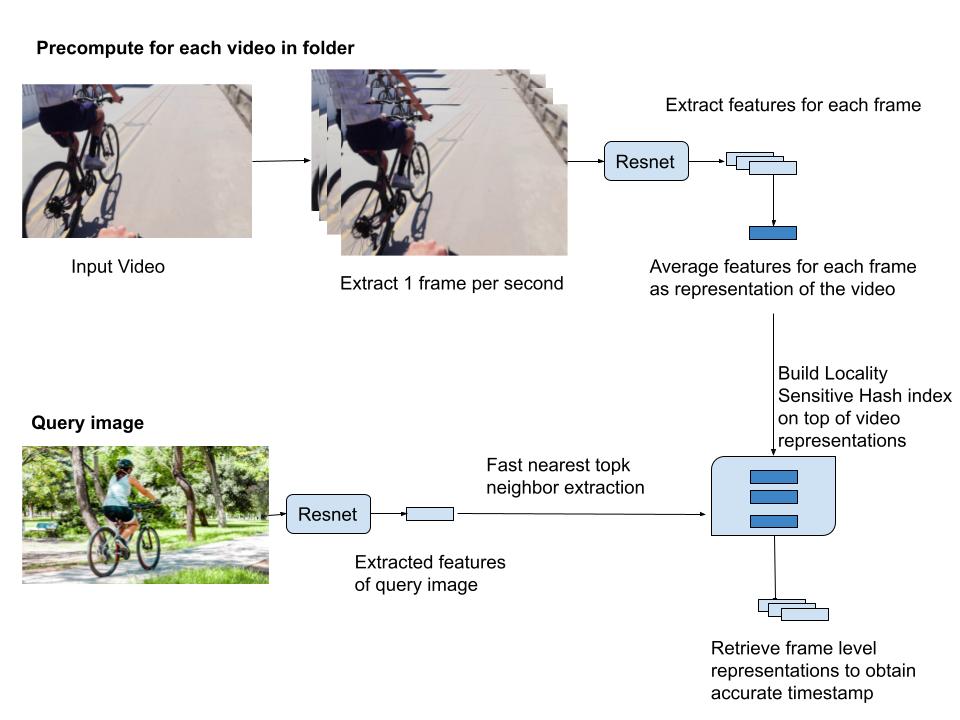 Precompute for each video in folder
Extract features for each frame
Resnet
Input Video
Extract 1 frame per second
Average features for each frame
as representation of the video
Build Locality
Sensitive Hash index
on top of video
representations
Query image
Fast nearest topk
neighbor extraction
Resnet
Extracted features
of query image
Retrieve frame level
representations to obtain
accurate timestamp